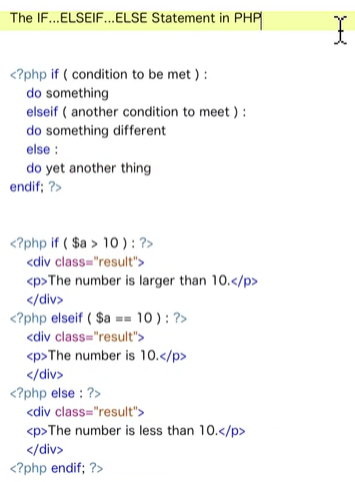 The IF...ELSEIF...ELSE Statement in PHP
<?php if ( condition to be met ) :
do something
elseif ( another condition to meet ) :
do something different
else :
do yet another thing
endif; ?>
<?php if ( $a > 10 ) : ?>
<div class="result">
<p>The number is larger than 10.</p>
</div>
<?php elseif ( $a == 10 ) : ?>
<div class="result">
<p>The number is 10.</p>
</div>
<?php else : ?>
<div class="result">
<p>The number is less than 10.</p>
</div>
<?php endif; ?>